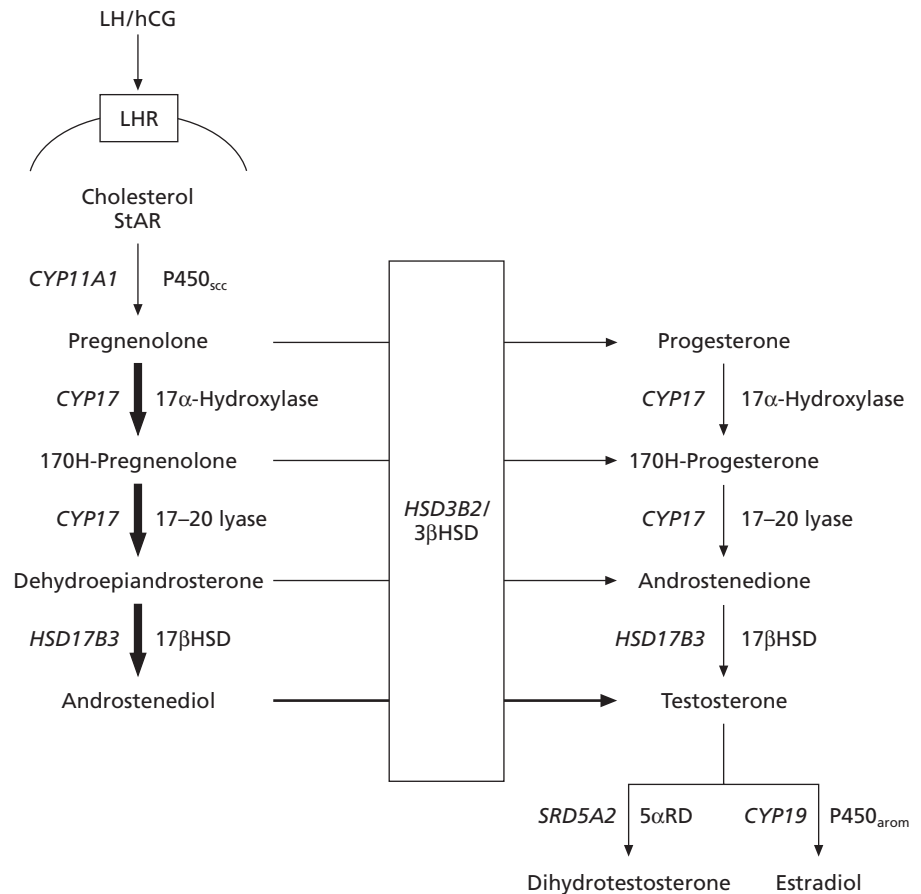 LH/hCG
LHR
Cholesterol
StAR
CYP11A1 P450scc
Pregnenolone Progesterone
CYP17 17α-Hydroxylase CYP17 17α-Hydroxylase
170H-Pregnenolone 170H-Progesterone
HSD3B2/
3βHSD
CYP17 17–20 lyase CYP17 17–20 lyase
Dehydroepiandrosterone Androstenedione
HSD17B3 17βHSD HSD17B3 17βHSD
Androstenediol Testosterone
SRD5A2 5αRD CYP19 P450arom
Dihydrotestosterone Estradiol